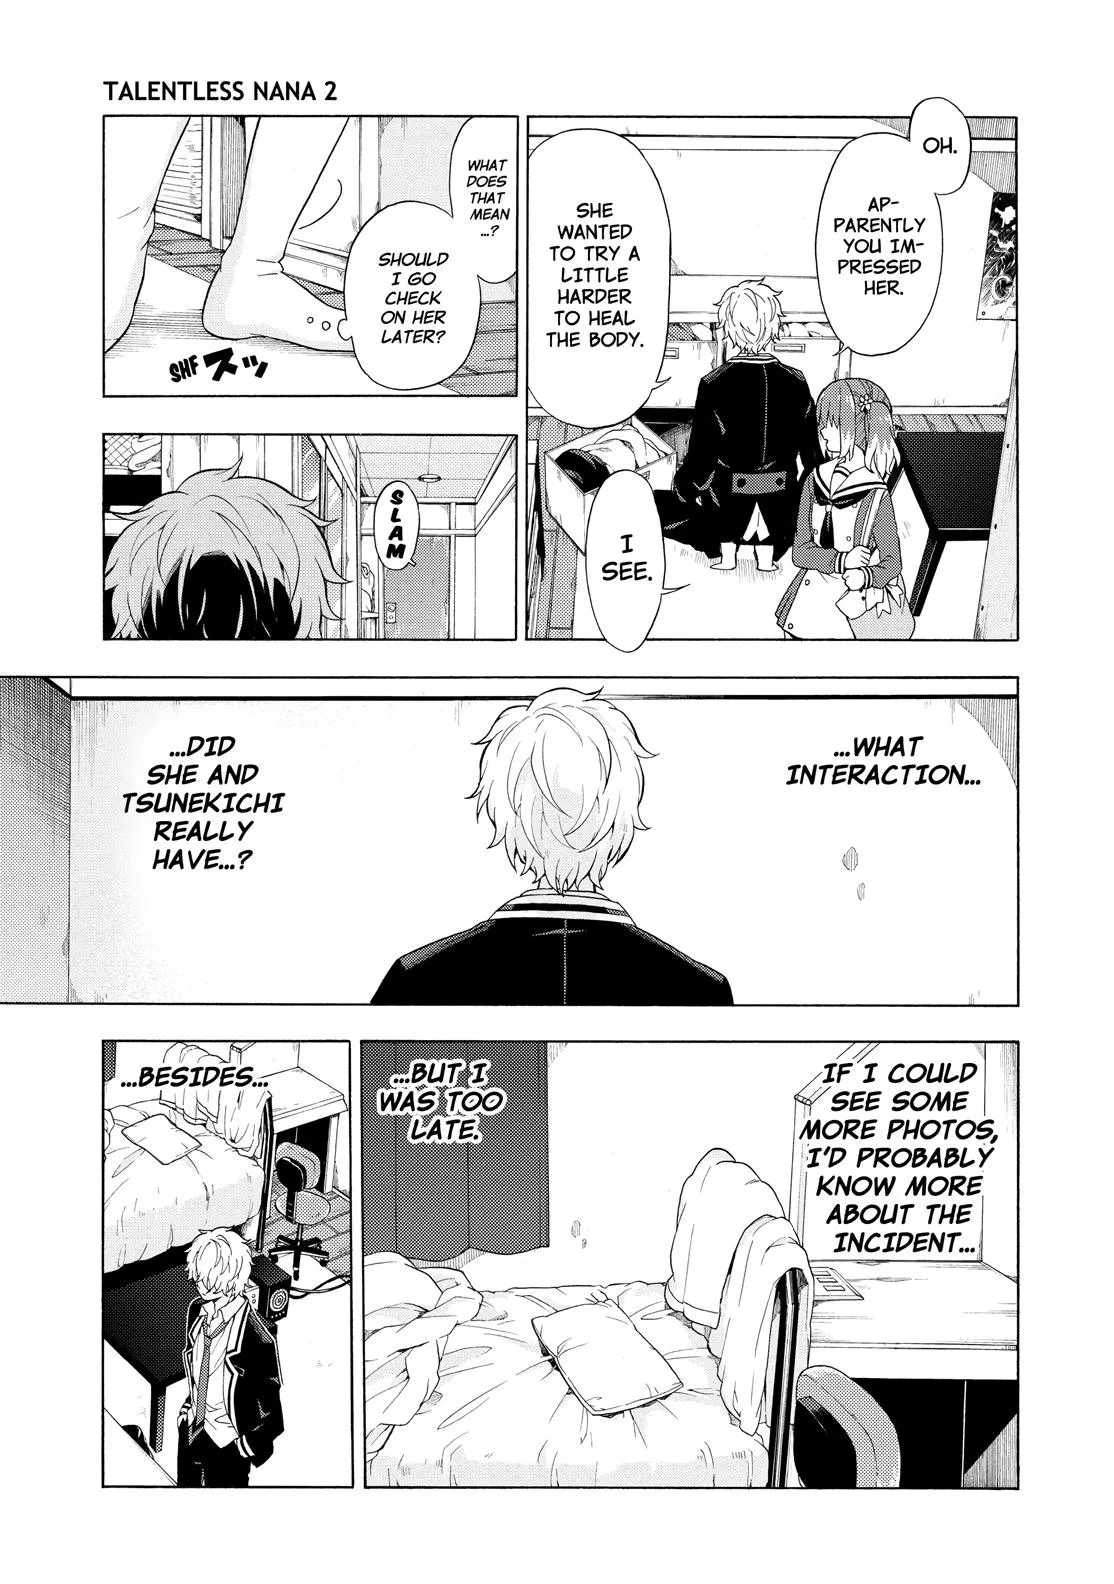 TALENTLESS NANA 2
OH.
AP-
PARENTLY
YOU IM-
PRESSED
HER.
SHE
WANTED
TO TRY A
LITTLE
HARDER
TO HEAL
THE BODY.
I
SEE.
WHAT
DOES
THAT
MEAN
...?
SHOULD
I GO
CHECK
ON HER
LATER?
SHF
スッ
SLAM
...WHAT
INTERACTION...
...DID
SHE AND
TSUNEKICHI
REALLY
HAVE...?
IF I COULD
SEE SOME
MORE PHOTOS,
I'D PROBABLY
KNOW MORE
ABOUT THE
INCIDENT...
...BUT I
WAS TOO
LATE.
...BESIDES...